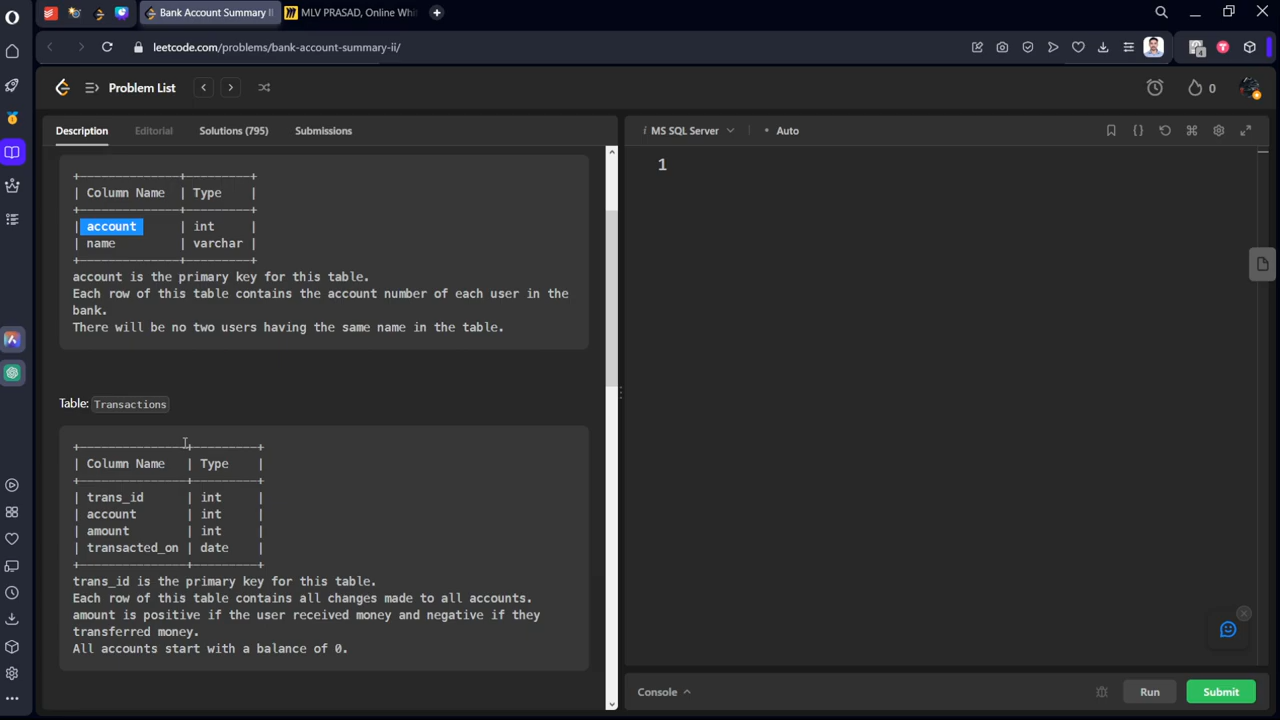 Bank Account Summary II
MLV PRASAD, Online Whit
leetcode.com/problems/bank-account-summary-ii/
4
Problem List
0
Description
Editorial
Solutions (795)
Submissions
| Column Name | Type |
| account | int |
| name | varchar |
account is the primary key for this table.
Each row of this table contains the account number of each user in the
bank.
There will be no two users having the same name in the table.
Table: Transactions
| Column Name | Type |
| trans_id | int |
| account | int |
| amount | int |
| transacted_on | date |
trans_id is the primary key for this table.
Each row of this table contains all changes made to all accounts.
amount is positive if the user received money and negative if they
transferred money.
All accounts start with a balance of 0.
i MS SQL Server
• Auto
1
Console
Run
Submit